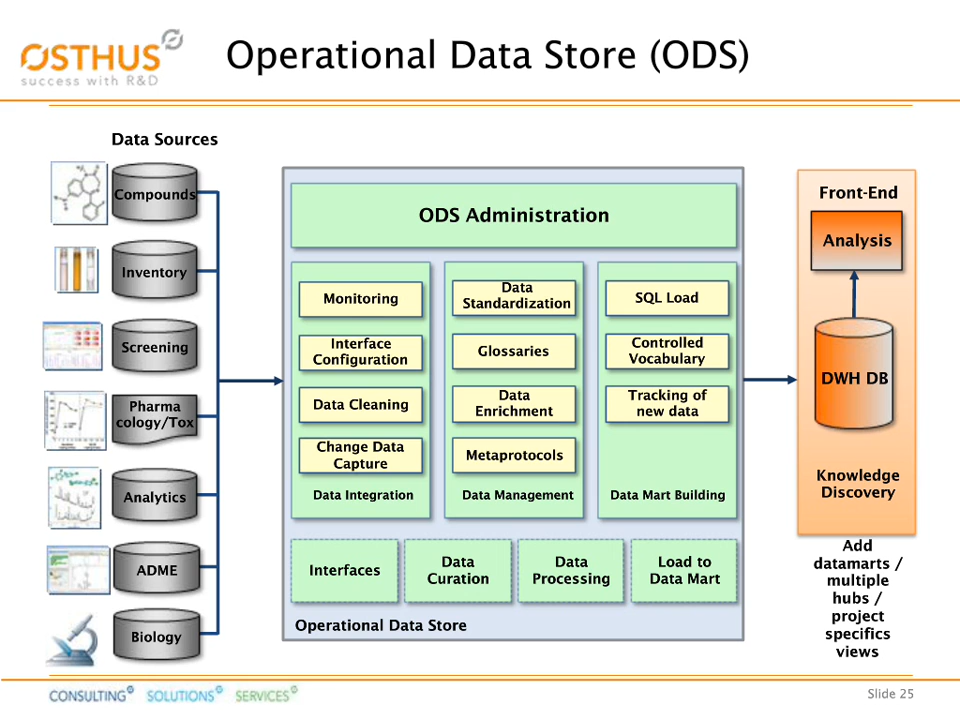 OSTHUS
success with R&D
Operational Data Store (ODS)
Data Sources
Compounds
Inventory
Screening
Pharma
cology/Tox
Analytics
ADME
Biology
ODS Administration
Monitoring
Interface
Configuration
Data Cleaning
Change Data
Capture
Data Integration
Data
Standardization
Glossaries
Data
Enrichment
Metaprotocols
Data Management
SQL Load
Controlled
Vocabulary
Tracking of
new data
Data Mart Building
Interfaces
Data
Curation
Data
Processing
Load to
Data Mart
Operational Data Store
Front-End
Analysis
DWH DB
Knowledge
Discovery
Add
datamarts /
multiple
hubs /
project
specifics
views
CONSULTING SOLUTIONS SERVICES
Slide 25